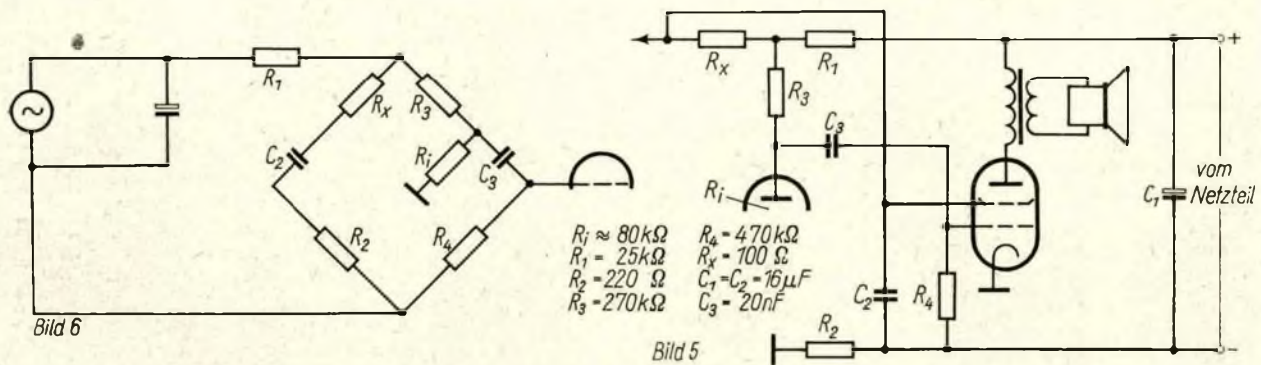 R₁
Rₓ
R₃
C₂
Rᵢ
C₃
R₂
R₄
Bild 6
Rₓ
R₁
R₃
C₃
Rᵢ
C₂
R₄
R₂
C₁
+
vom
Netzteil
−
Rᵢ ≈ 80kΩ R₄ = 470kΩ
R₁ = 25kΩ Rₓ = 100 Ω
R₂ = 220 Ω C₁ = C₂ = 16μF
R₃ = 270kΩ C₃ = 20nF
Bild 5